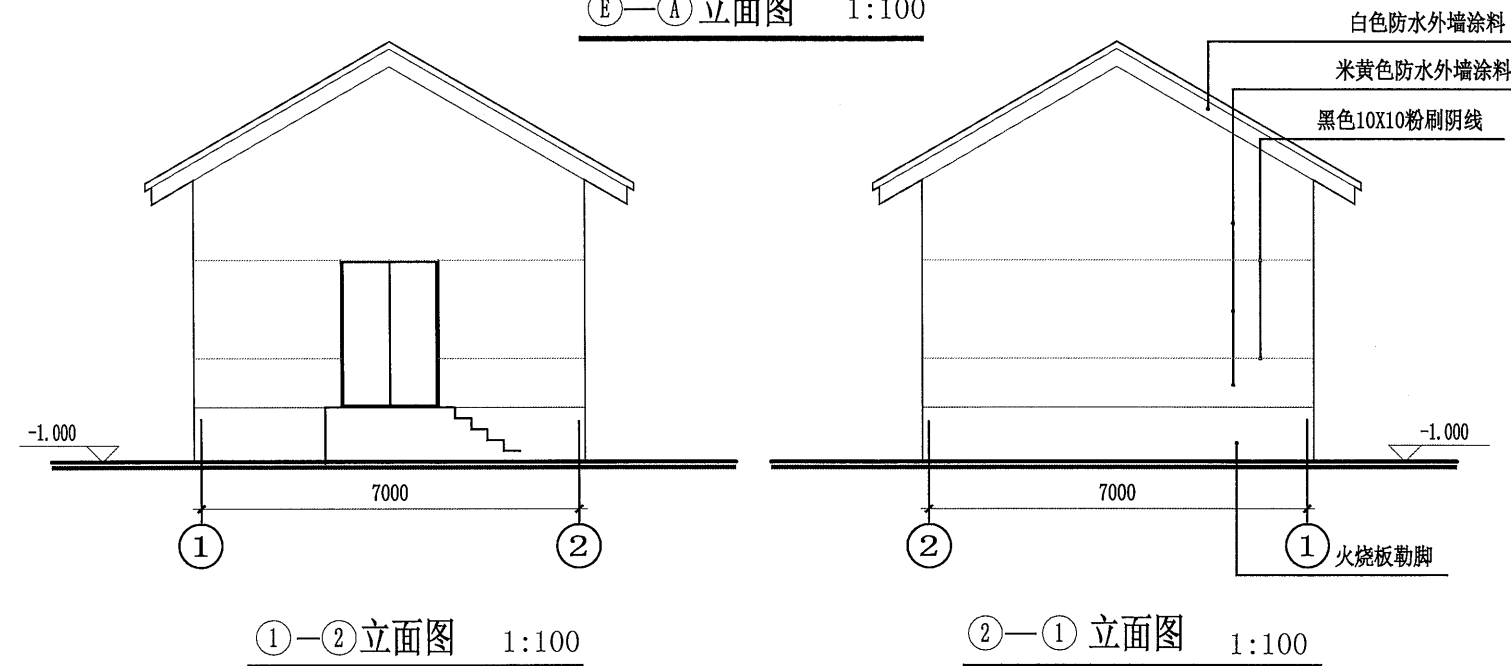 Ⓔ—Ⓐ 立面图 1:100
白色防水外墙涂料
米黄色防水外墙涂料
黑色10X10粉刷阴线
-1.000
-1.000
7000
7000
1
2
2
1
火烧板勒脚
①—②立面图 1:100
②—① 立面图 1:100